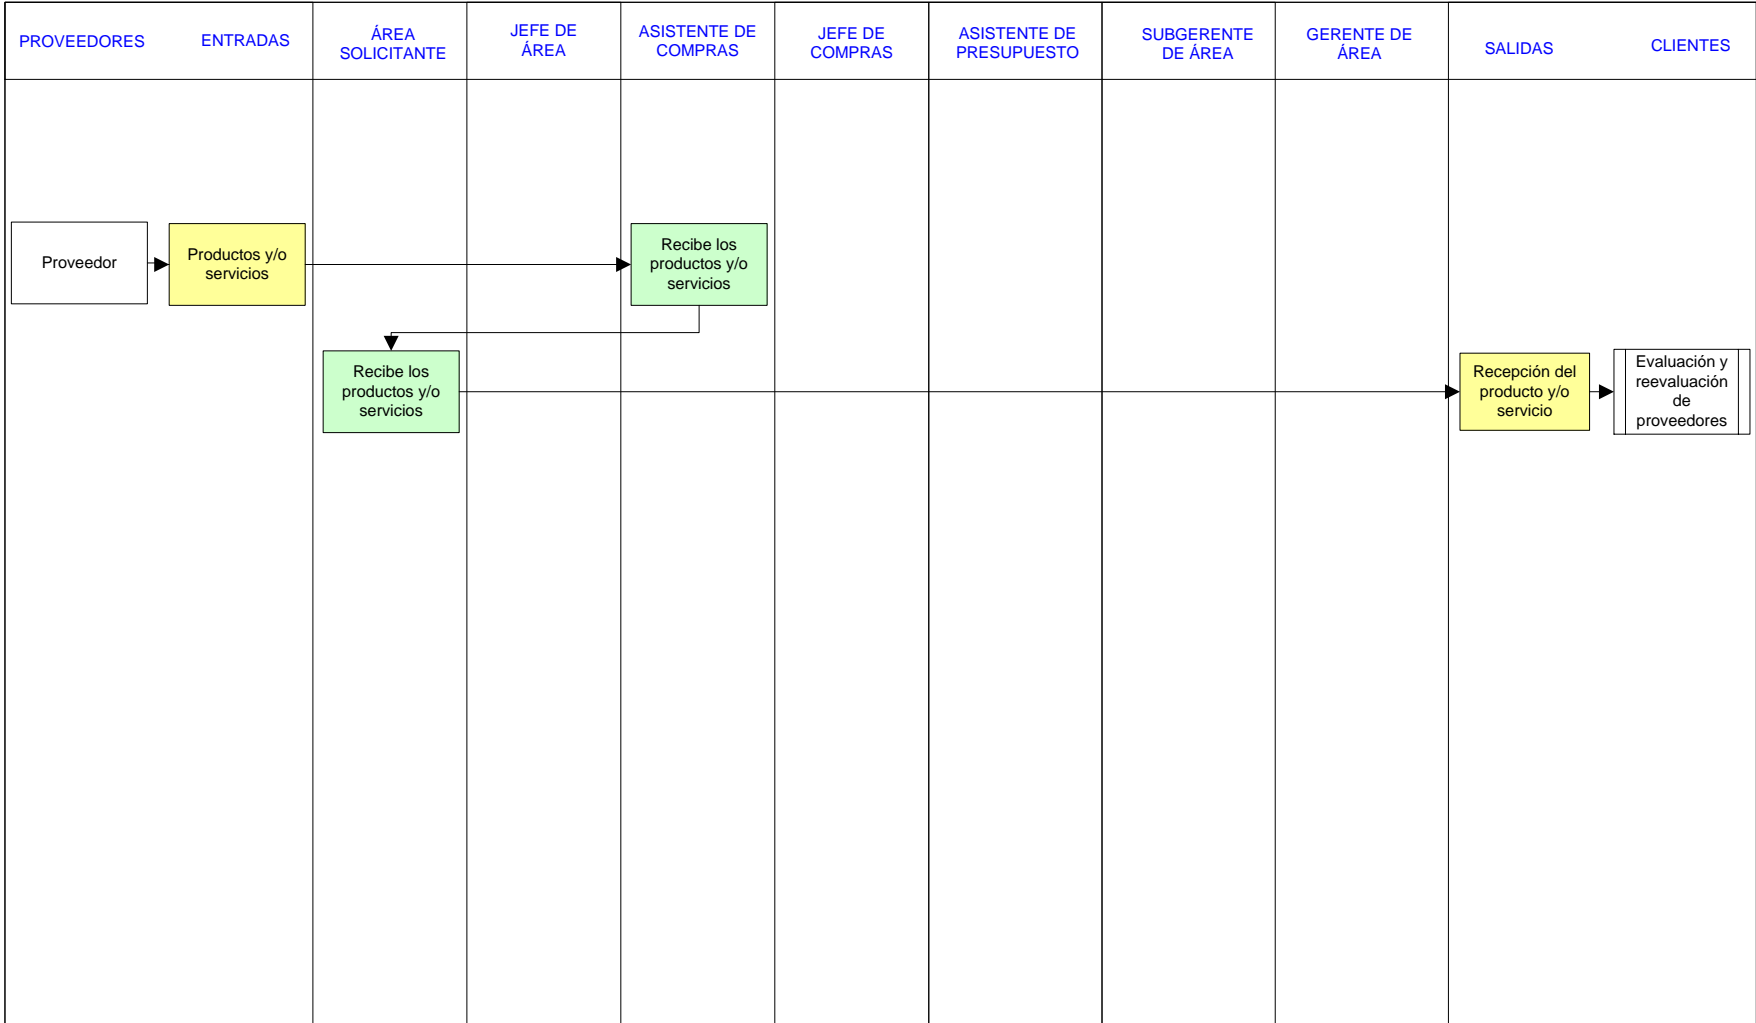 PROVEEDORES
ENTRADAS
ÁREA
SOLICITANTE
JEFE DE
ÁREA
ASISTENTE DE
COMPRAS
JEFE DE
COMPRAS
ASISTENTE DE
PRESUPUESTO
SUBGERENTE
DE ÁREA
GERENTE DE
ÁREA
SALIDAS
CLIENTES
Proveedor
Productos y/o
servicios
Recibe los
productos y/o
servicios
Recibe los
productos y/o
servicios
Recepción del
producto y/o
servicio
Evaluación y
reevaluación
de
proveedores